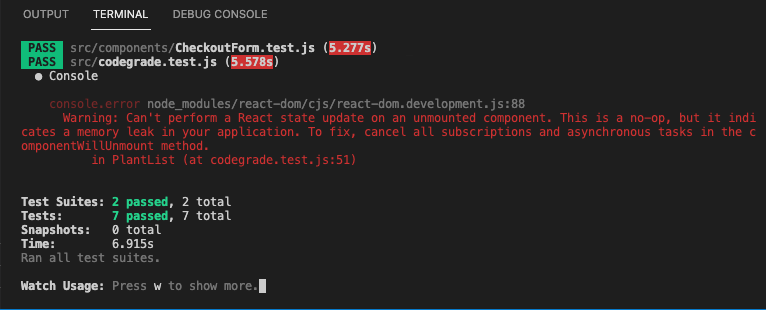 OUTPUT TERMINAL DEBUG CONSOLE
PASS src/components/CheckoutForm.test.js (5.277s)
PASS src/codegrade.test.js (5.578s)
● Console
console.error node_modules/react-dom/cjs/react-dom.development.js:88
Warning: Can't perform a React state update on an unmounted component. This is a no-op, but it indi
cates a memory leak in your application. To fix, cancel all subscriptions and asynchronous tasks in the c
omponentWillUnmount method.
in PlantList (at codegrade.test.js:51)
Test Suites: 2 passed, 2 total
Tests: 7 passed, 7 total
Snapshots: 0 total
Time: 6.915s
Ran all test suites.
Watch Usage: Press w to show more.